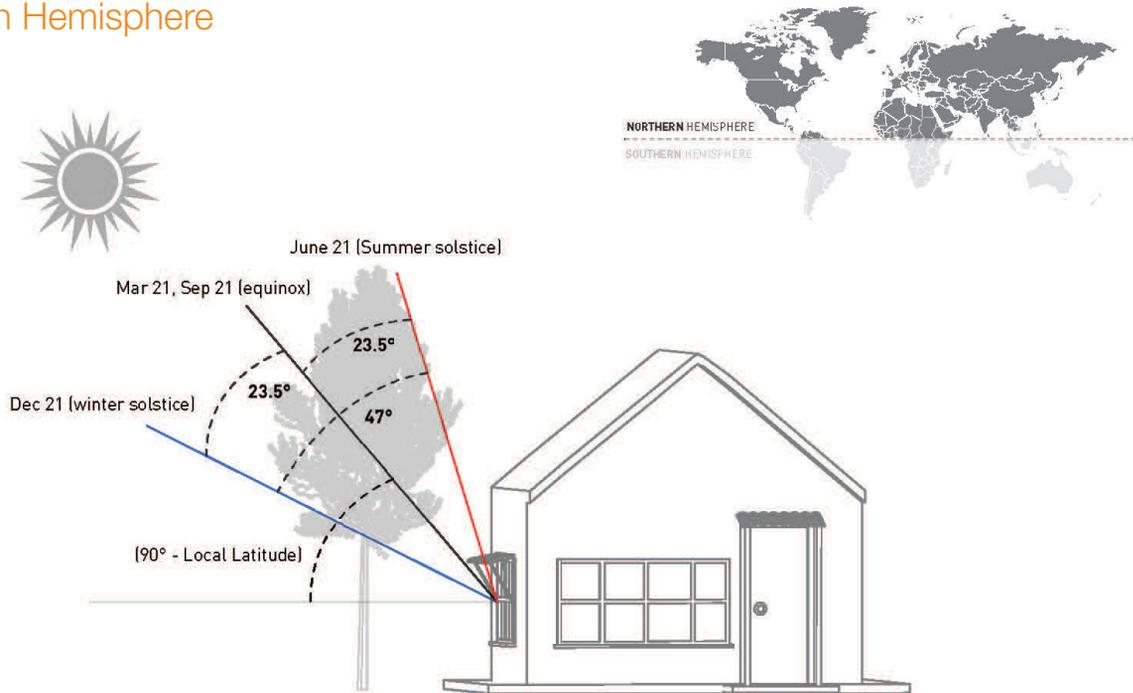 n Hemisphere
NORTHERN HEMISPHERE
SOUTHERN HEMISPHERE
June 21 (Summer solstice)
Mar 21, Sep 21 (equinox)
23.5°
23.5°
Dec 21 (winter solstice)
47°
(90° - Local Latitude)